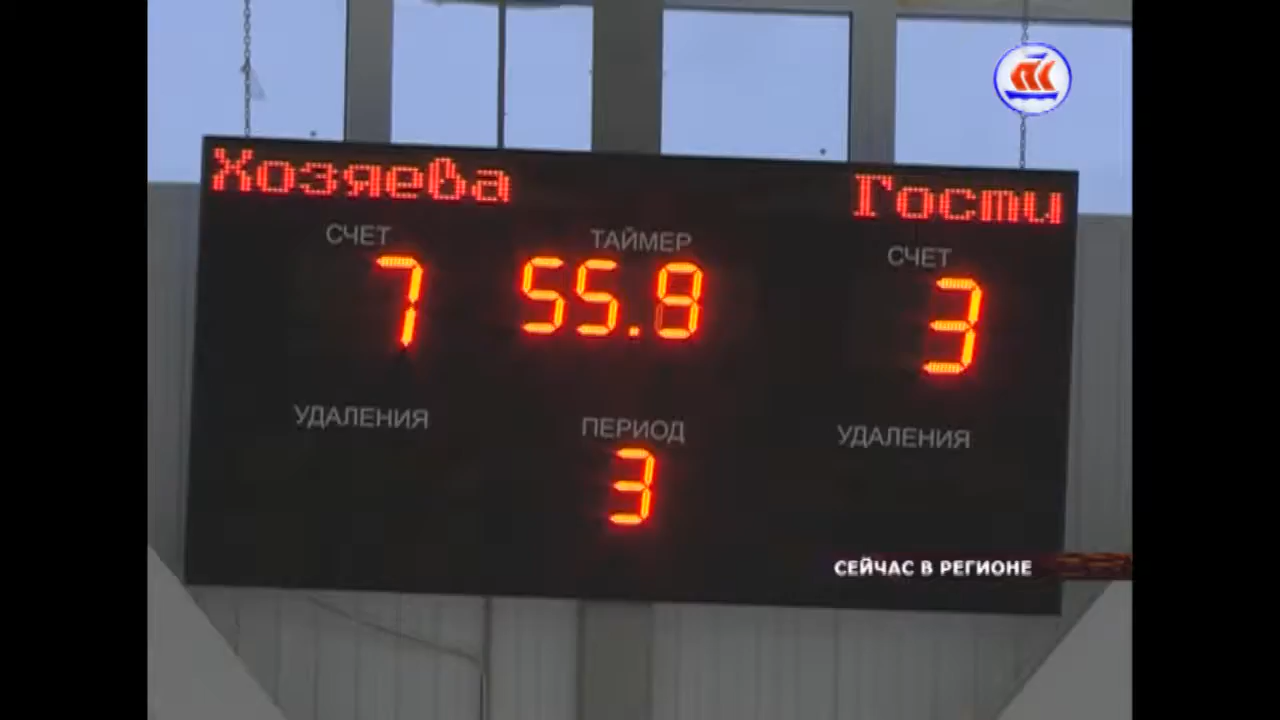 Хозяева Гости
СЧЕТ ТАЙМЕР СЧЕТ
7 55.8 3
УДАЛЕНИЯ ПЕРИОД УДАЛЕНИЯ
3
СЕЙЧАС В РЕГИОНЕ